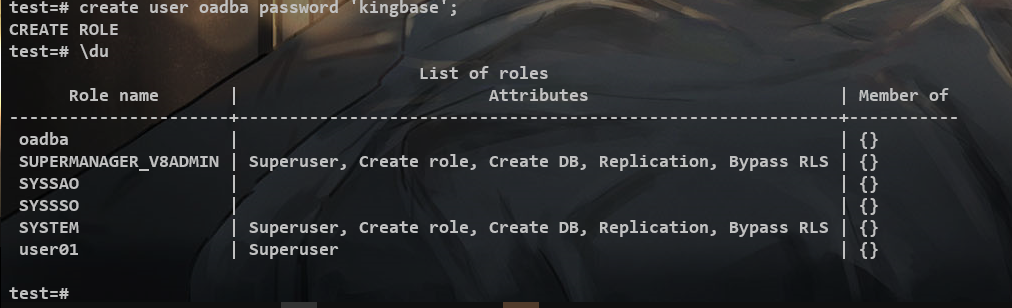 test=# create user oadba password 'kingbase';
CREATE ROLE
test=# \du
                                         List of roles
      Role name       |                         Attributes                         | Member of
----------------------+------------------------------------------------------------+-----------
 oadba                |                                                            | {}
 SUPERMANAGER_V8ADMIN | Superuser, Create role, Create DB, Replication, Bypass RLS | {}
 SYSSAO               |                                                            | {}
 SYSSSO               |                                                            | {}
 SYSTEM               | Superuser, Create role, Create DB, Replication, Bypass RLS | {}
 user01               | Superuser                                                  | {}
test=#